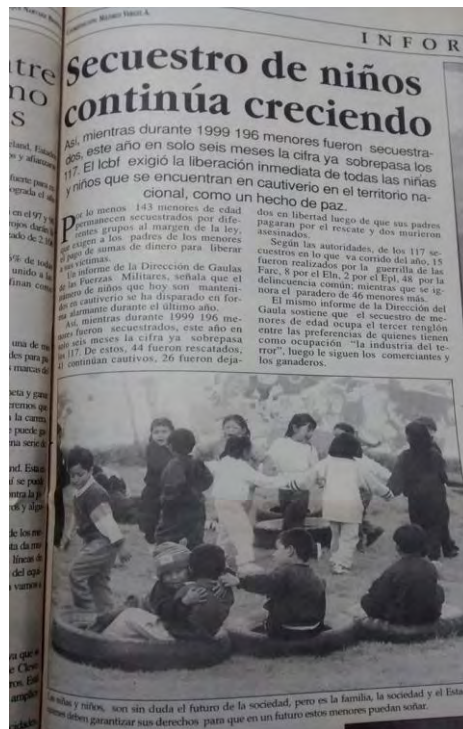 INFOR
Secuestro de niños
continúa creciendo
Así, mientras durante 1999 196 menores fueron secuestra-
dos, este año en solo seis meses la cifra ya sobrepasa los
117. El Icbf exigió la liberación inmediata de todas las niñas
y niños que se encuentran en cautiverio en el territorio na-
cional, como un hecho de paz.
Por lo menos 143 menores de edad
permanecen secuestrados por dife-
rentes grupos al margen de la ley,
que exigen a los padres de los menores
el pago de sumas de dinero para liberar
a sus víctimas.
Un informe de la Dirección de Gaulas
de las Fuerzas Militares, señala que el
número de niños que hoy son manteni-
dos en cautiverio se ha disparado en for-
ma alarmante durante el último año.
Así, mientras durante 1999 196 me-
nores fueron secuestrados, este año en
solo seis meses la cifra ya sobrepasa
los 117. De estos, 44 fueron rescatados,
41 continúan cautivos, 26 fueron deja-
dos en libertad luego de que sus padres
pagaran por el rescate y dos murieron
asesinados.
Según las autoridades, de los 117 se-
cuestros en lo que va corrido del año, 15
fueron realizados por la guerrilla de las
Farc, 8 por el Eln, 2 por el Epl, 48 por la
delincuencia común; mientras que se ig-
nora el paradero de 46 menores más.
El mismo informe de la Dirección del
Gaula sostiene que el secuestro de me-
nores de edad ocupa el tercer renglón
entre las preferencias de quienes tienen
como ocupación "la industria del te-
rror", luego le siguen los comerciantes y
los ganaderos.
Las niñas y niños, son sin duda el futuro de la sociedad, pero es la familia, la sociedad y el Esta
quienes deben garantizar sus derechos para que en un futuro estos menores puedan soñar.